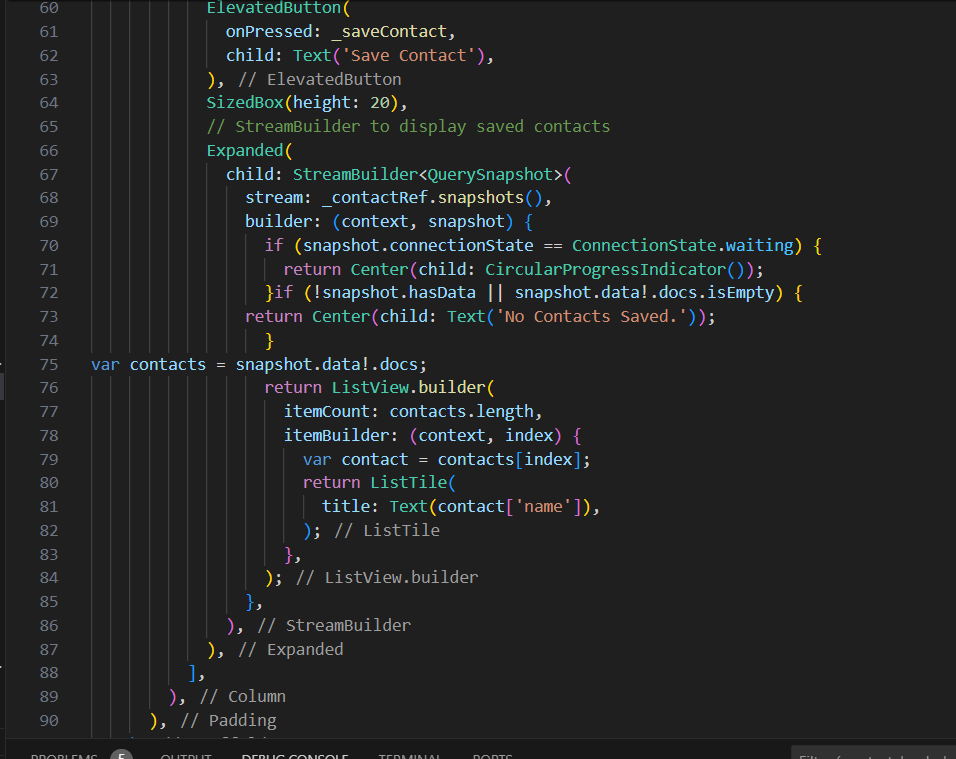 60 ElevatedButton(
61 onPressed: _saveContact,
62 child: Text('Save Contact'),
63 ), // ElevatedButton
64 SizedBox(height: 20),
65 // StreamBuilder to display saved contacts
66 Expanded(
67 child: StreamBuilder<QuerySnapshot>(
68 stream: _contactRef.snapshots(),
69 builder: (context, snapshot) {
70 if (snapshot.connectionState == ConnectionState.waiting) {
71 return Center(child: CircularProgressIndicator());
72 }if (!snapshot.hasData || snapshot.data!.docs.isEmpty) {
73 return Center(child: Text('No Contacts Saved.'));
74 }
75 var contacts = snapshot.data!.docs;
76 return ListView.builder(
77 itemCount: contacts.length,
78 itemBuilder: (context, index) {
79 var contact = contacts[index];
80 return ListTile(
81 title: Text(contact['name']),
82 ); // ListTile
83 },
84 ); // ListView.builder
85 },
86 ), // StreamBuilder
87 ), // Expanded
88 ],
89 ), // Column
90 ), // Padding
PROBLEMS 5 OUTPUT DEBUG CONSOLE TERMINAL PORTS